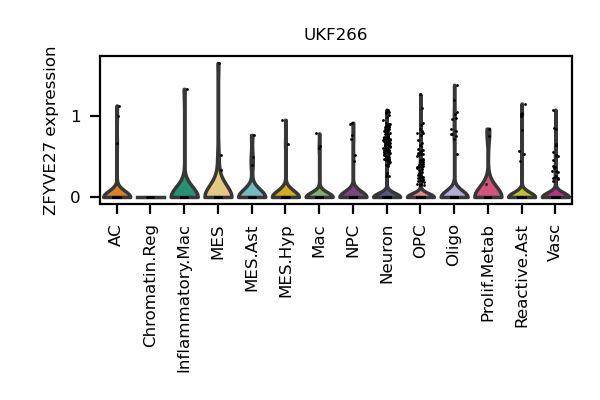 UKF266
ZFYVE27 expression
1
0
AC
Chromatin.Reg
Inflammatory.Mac
MES
MES.Ast
MES.Hyp
Mac
NPC
Neuron
OPC
Oligo
Prolif.Metab
Reactive.Ast
Vasc